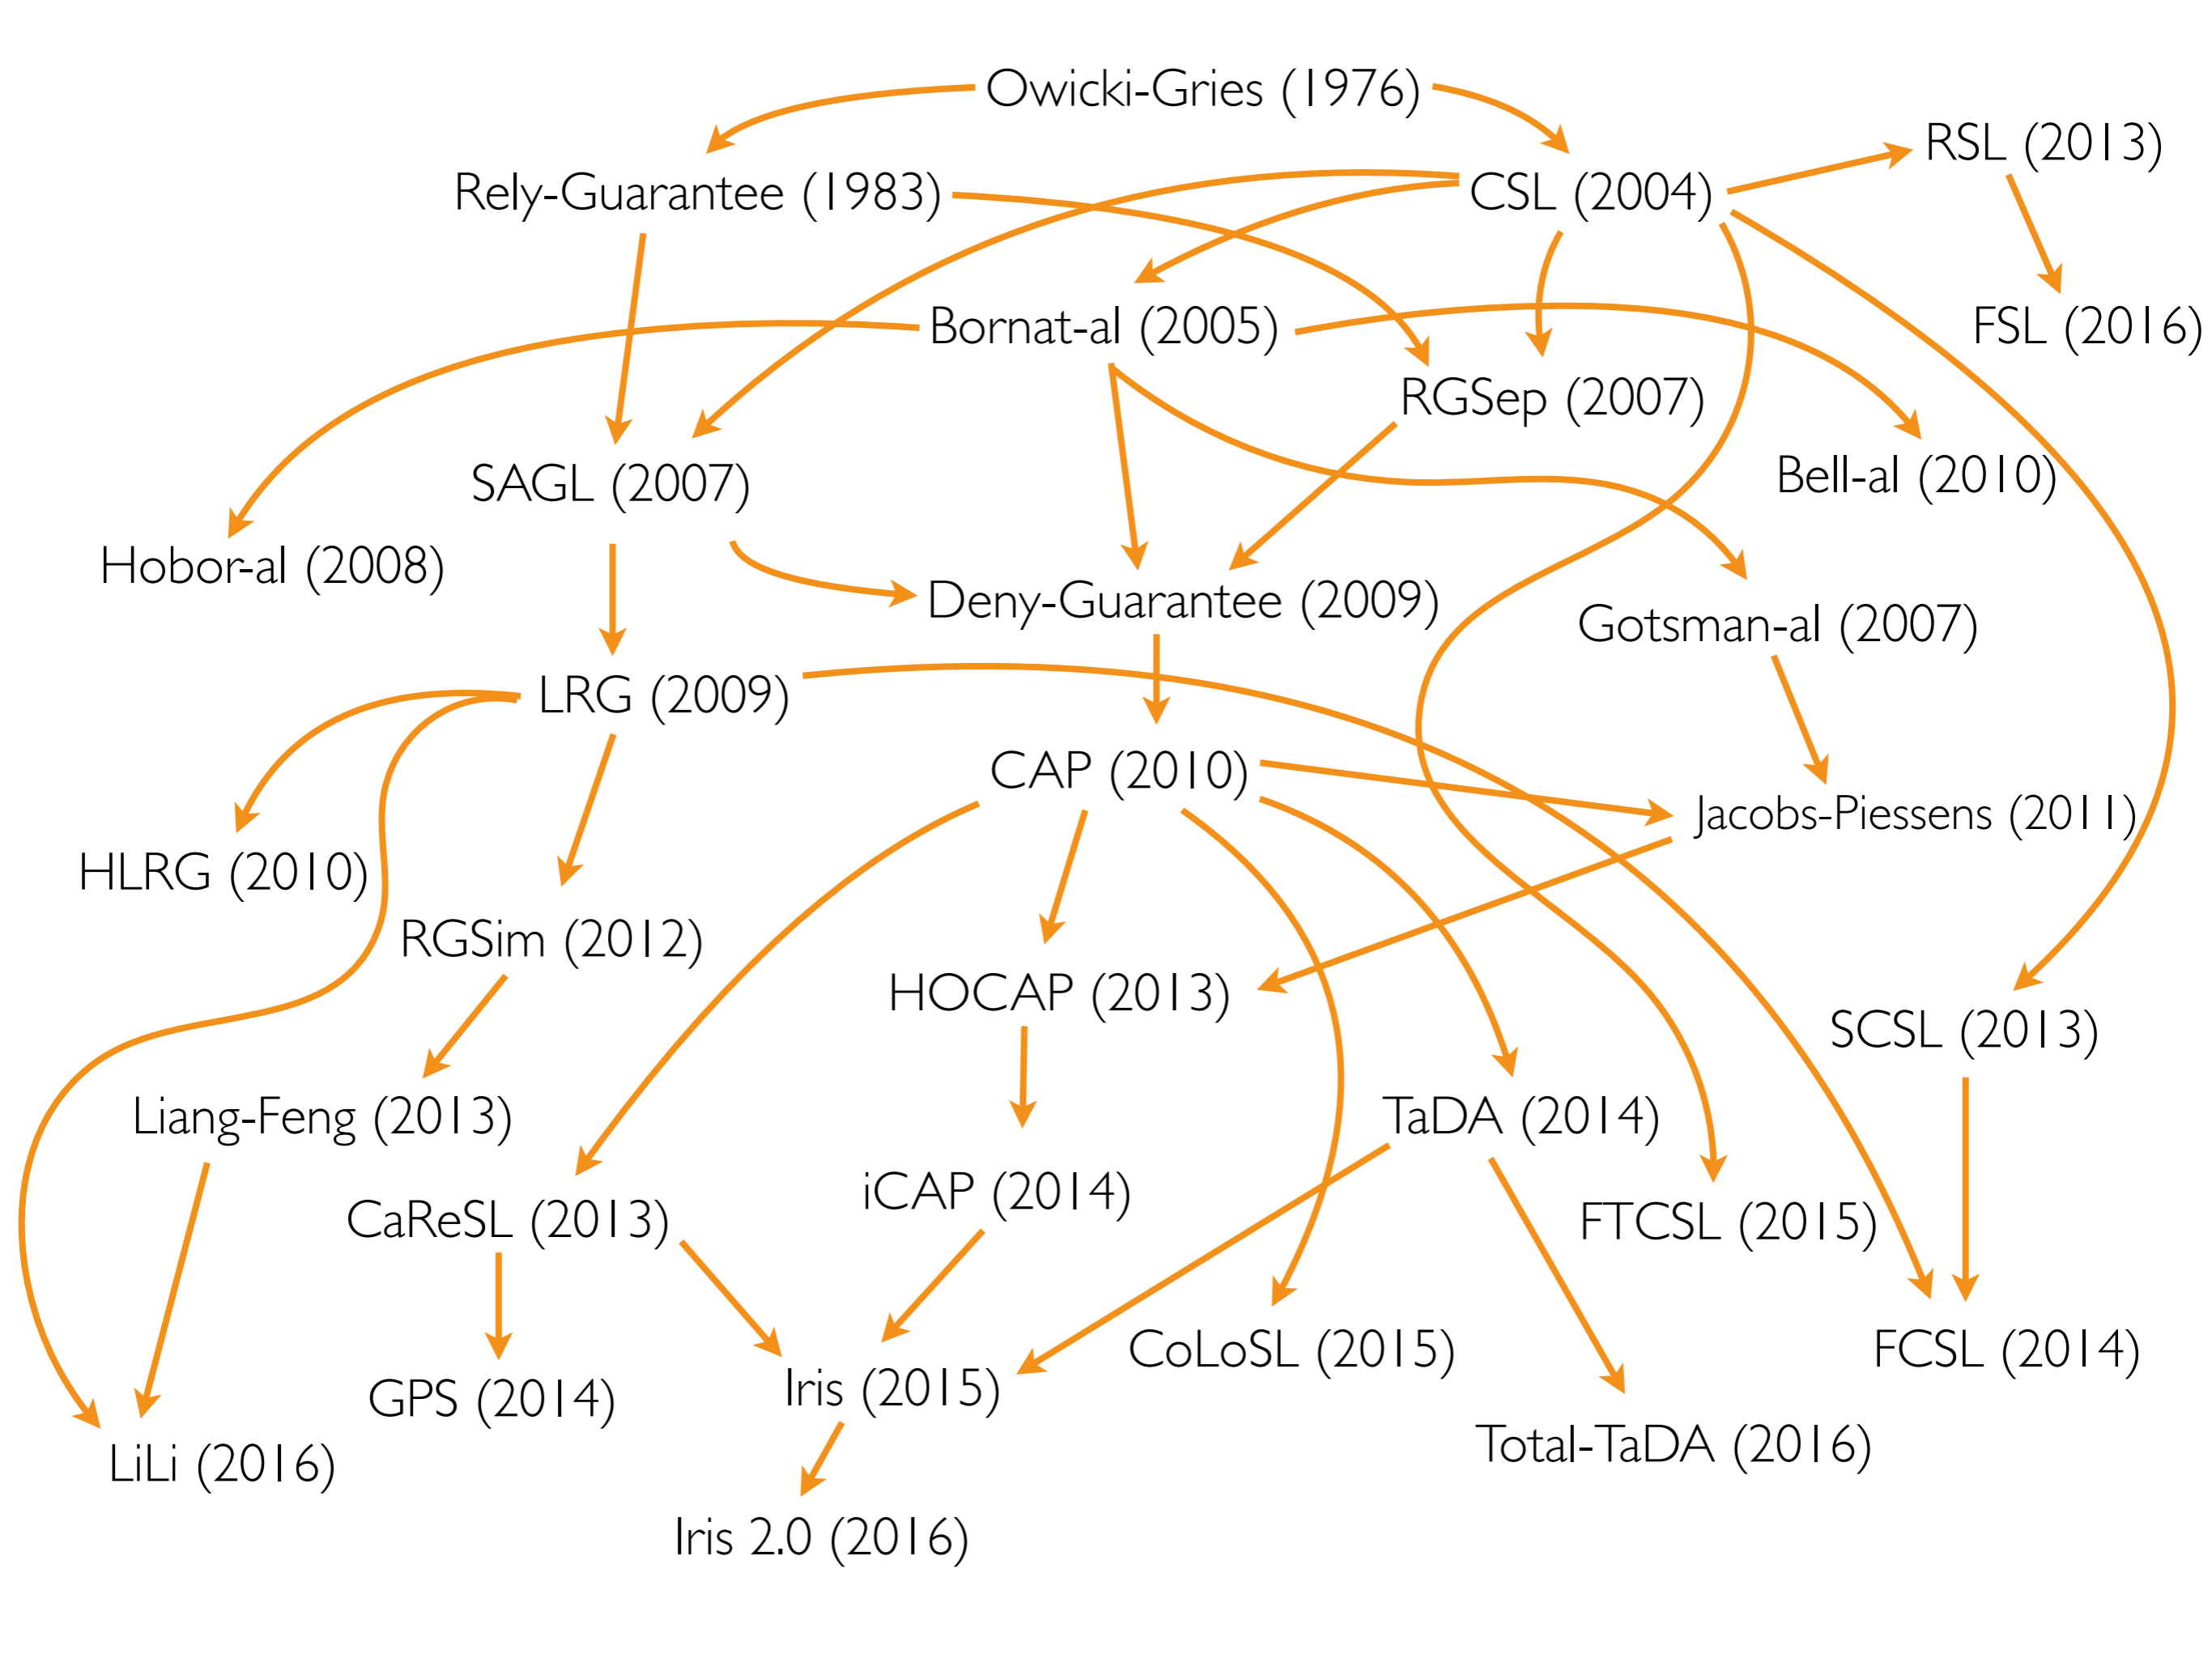 Owicki-Gries (1976)
RSL (2013)
Rely-Guarantee (1983)
CSL (2004)
Bornat-al (2005)
FSL (2016)
RGSep (2007)
Bell-al (2010)
SAGL (2007)
Hobor-al (2008)
Deny-Guarantee (2009)
Gotsman-al (2007)
LRG (2009)
CAP (2010)
Jacobs-Piessens (2011)
HLRG (2010)
RGSim (2012)
HOCAP (2013)
SCSL (2013)
Liang-Feng (2013)
TaDA (2014)
iCAP (2014)
CaReSL (2013)
FTCSL (2015)
CoLoSL (2015)
FCSL (2014)
Iris (2015)
GPS (2014)
Total-TaDA (2016)
LiLi (2016)
Iris 2.0 (2016)